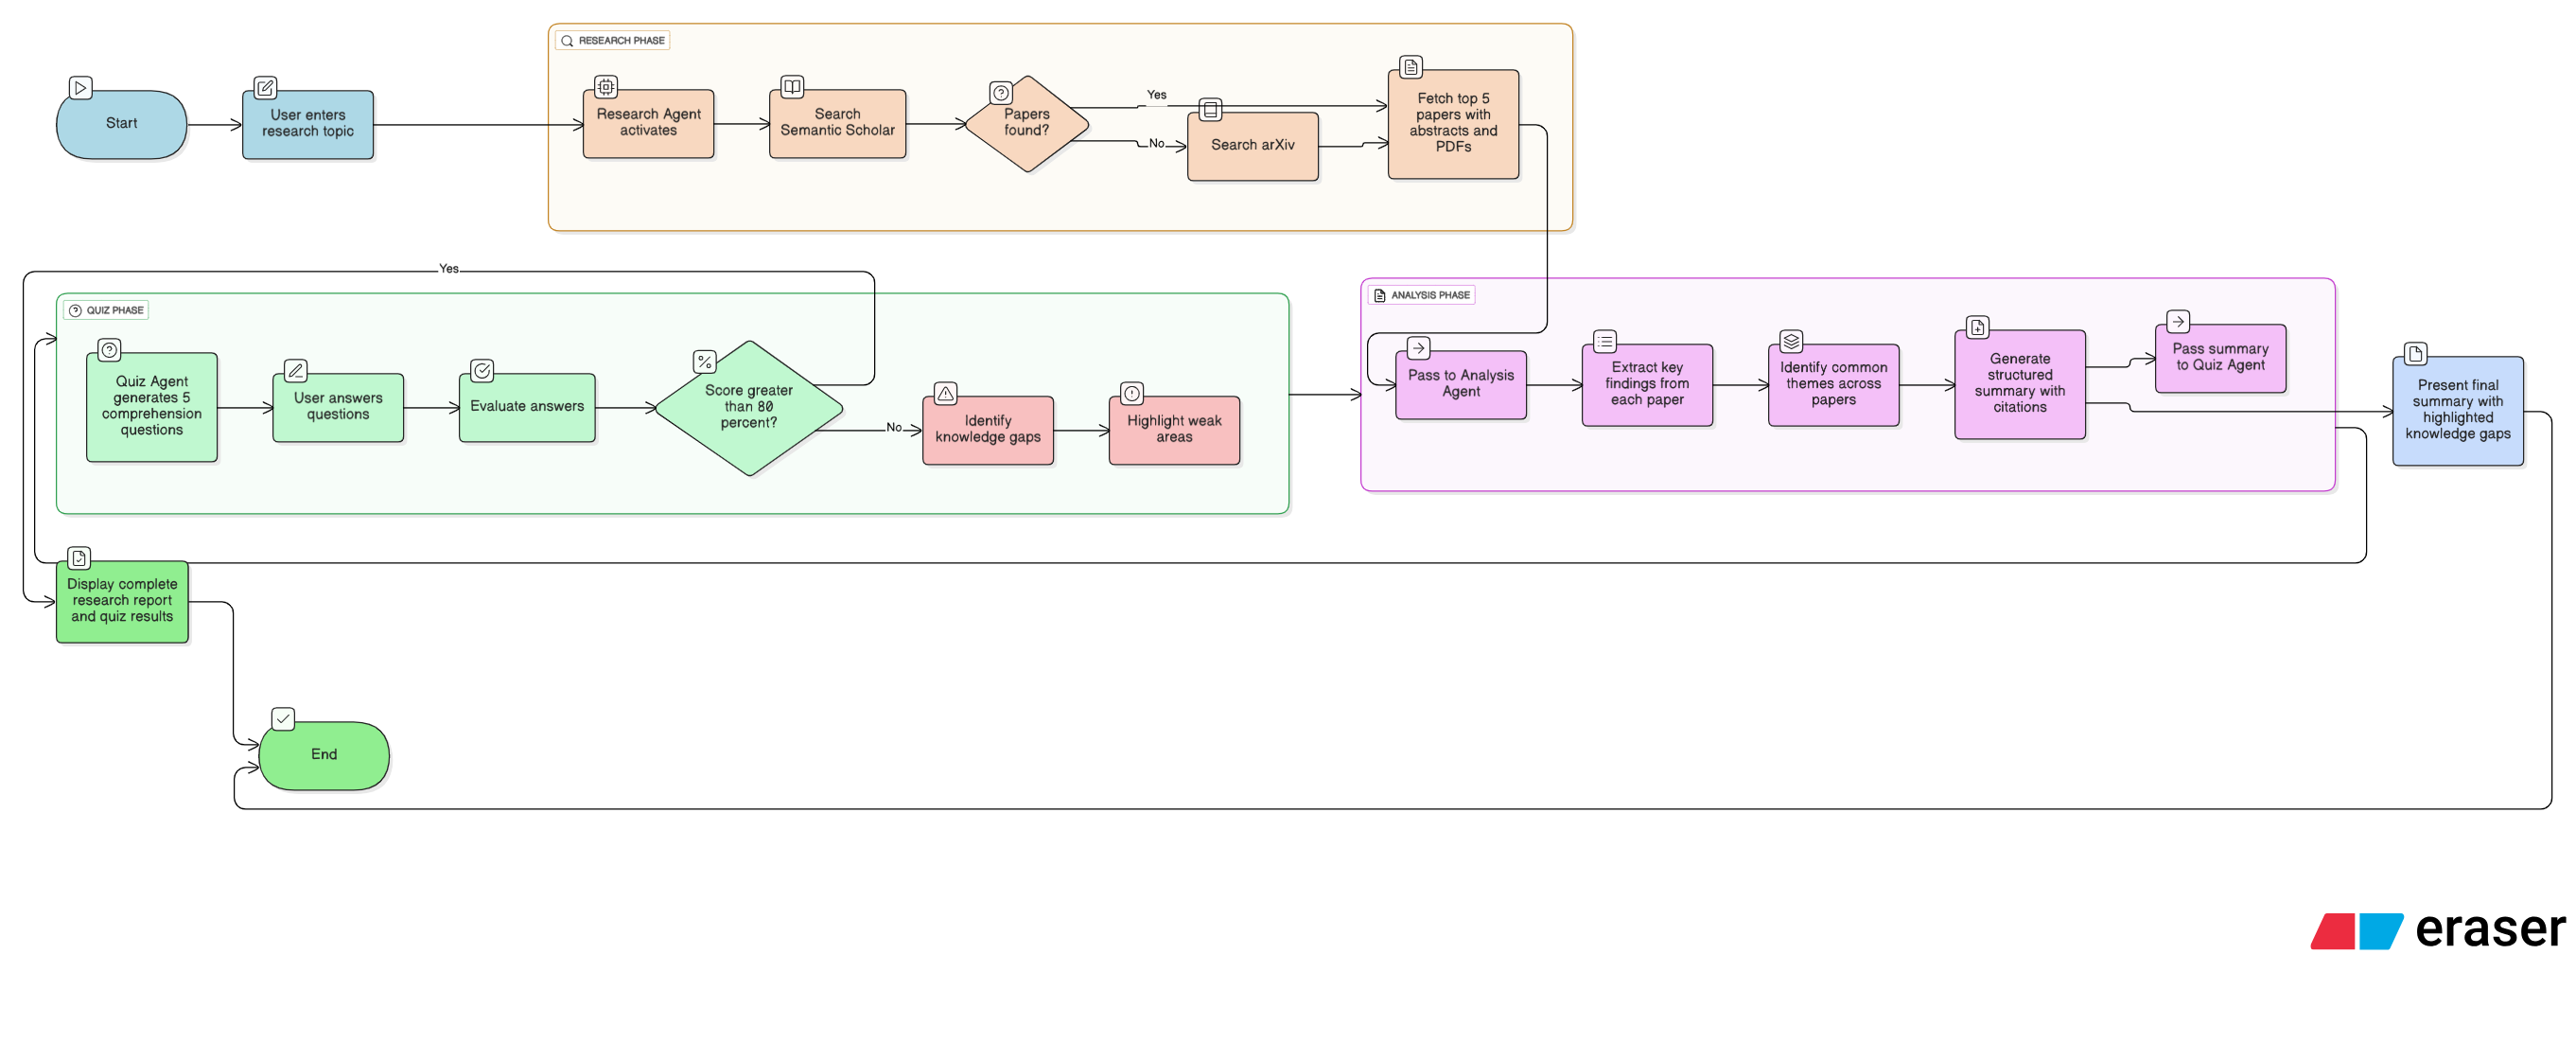 RESEARCH PHASE
Start
User enters
research topic
Research Agent
activates
Search
Semantic Scholar
Papers
found?
Yes
No
Search arXiv
Fetch top 5
papers with
abstracts and
PDFs
Yes
QUIZ PHASE
Quiz Agent
generates 5
comprehension
questions
User answers
questions
Evaluate answers
Score greater
than 80
percent?
No
Identify
knowledge gaps
Highlight weak
areas
ANALYSIS PHASE
Pass to Analysis
Agent
Extract key
findings from
each paper
Identify common
themes across
papers
Generate
structured
summary with
citations
Pass summary
to Quiz Agent
Present final
summary with
highlighted
knowledge gaps
Display complete
research report
and quiz results
End
eraser